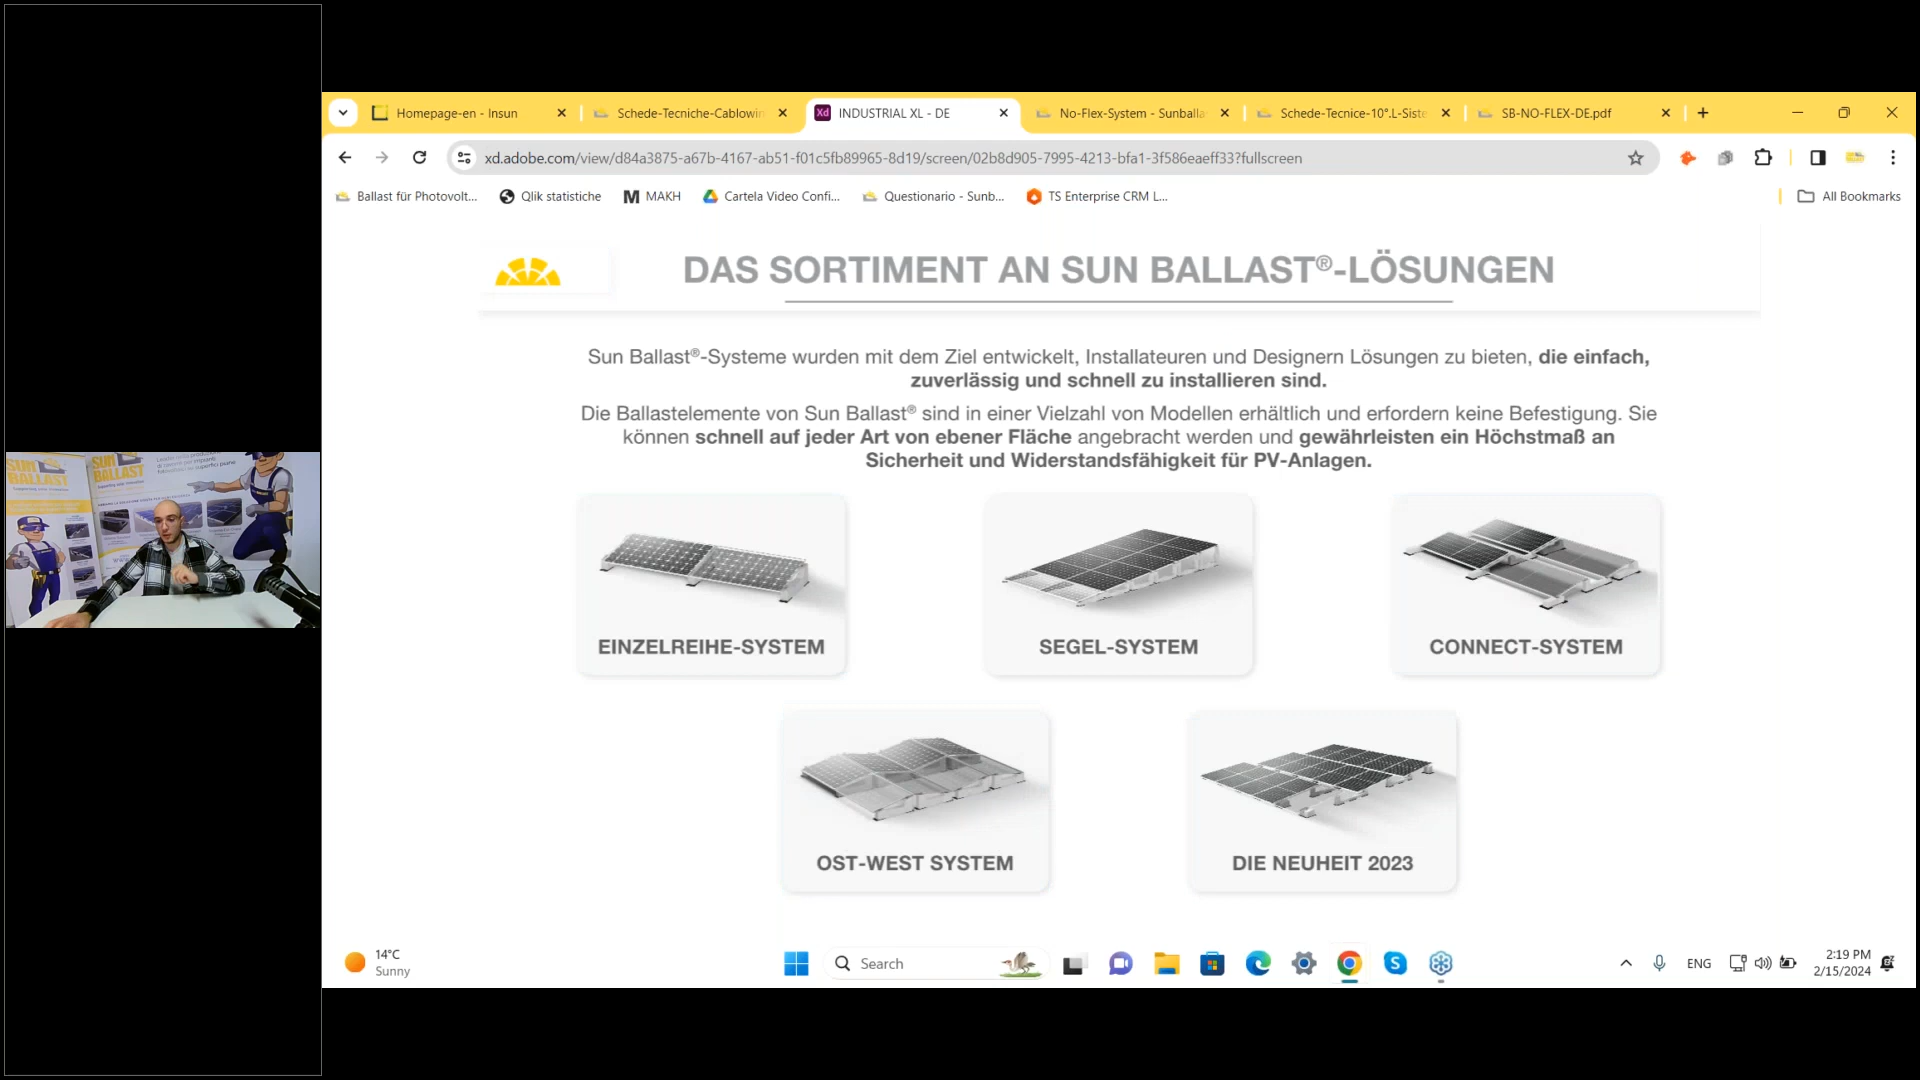 Homepage-en - Insun
Schede-Tecniche-Cablowin
INDUSTRIAL XL - DE
No-Flex-System - Sunballa
Schede-Tecnice-10°.L-Siste
SB-NO-FLEX-DE.pdf
xd.adobe.com/view/d84a3875-a67b-4167-ab51-f01c5fb89965-8d19/screen/02b8d905-7995-4213-bfa1-3f586eaeff33?fullscreen
Ballast für Photovolt...
Qlik statistiche
MAKH
Cartela Video Confi...
Questionario - Sunb...
TS Enterprise CRM L...
All Bookmarks
DAS SORTIMENT AN SUN BALLAST®-LÖSUNGEN
Sun Ballast®-Systeme wurden mit dem Ziel entwickelt, Installateuren und Designern Lösungen zu bieten, die einfach,
zuverlässig und schnell zu installieren sind.
Die Ballastelemente von Sun Ballast® sind in einer Vielzahl von Modellen erhältlich und erfordern keine Befestigung. Sie
können schnell auf jeder Art von ebener Fläche angebracht werden und gewährleisten ein Höchstmaß an
Sicherheit und Widerstandsfähigkeit für PV-Anlagen.
EINZELREIHE-SYSTEM
SEGEL-SYSTEM
CONNECT-SYSTEM
OST-WEST SYSTEM
DIE NEUHEIT 2023
SUN
BALLAST
SUN
BALLAST
14°C
Sunny
Search
ENG
2:19 PM
2/15/2024